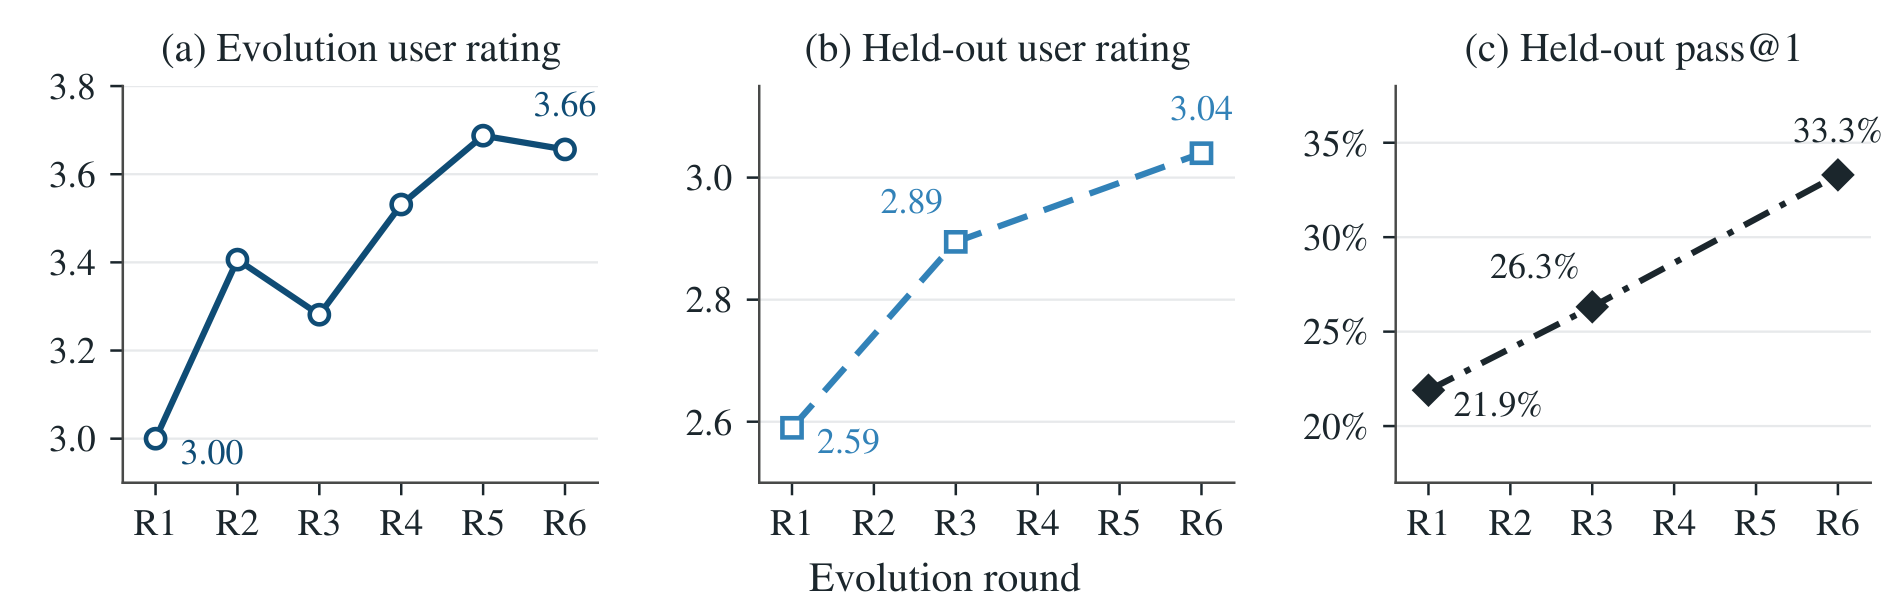 (a) Evolution user rating
3.8
3.6
3.4
3.2
3.0
3.66
3.00
R1 R2 R3 R4 R5 R6
(b) Held-out user rating
3.0
2.8
2.6
3.04
2.89
2.59
R1 R2 R3 R4 R5 R6
(c) Held-out pass@1
35%
30%
25%
20%
33.3%
26.3%
21.9%
R1 R2 R3 R4 R5 R6
Evolution round